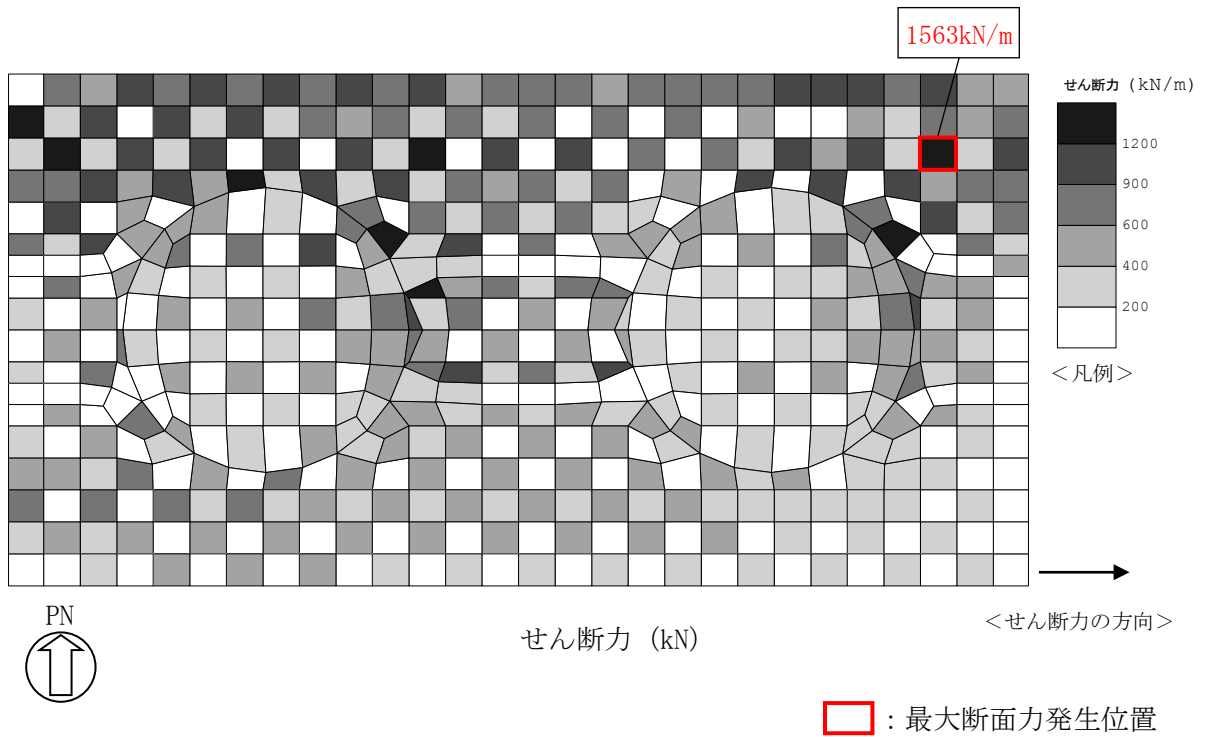 1563kN/m
せん断力 (kN/m)
1200
900
600
400
200
＜凡例＞
PN
せん断力 (kN)
＜せん断力の方向＞
：最大断面力発生位置